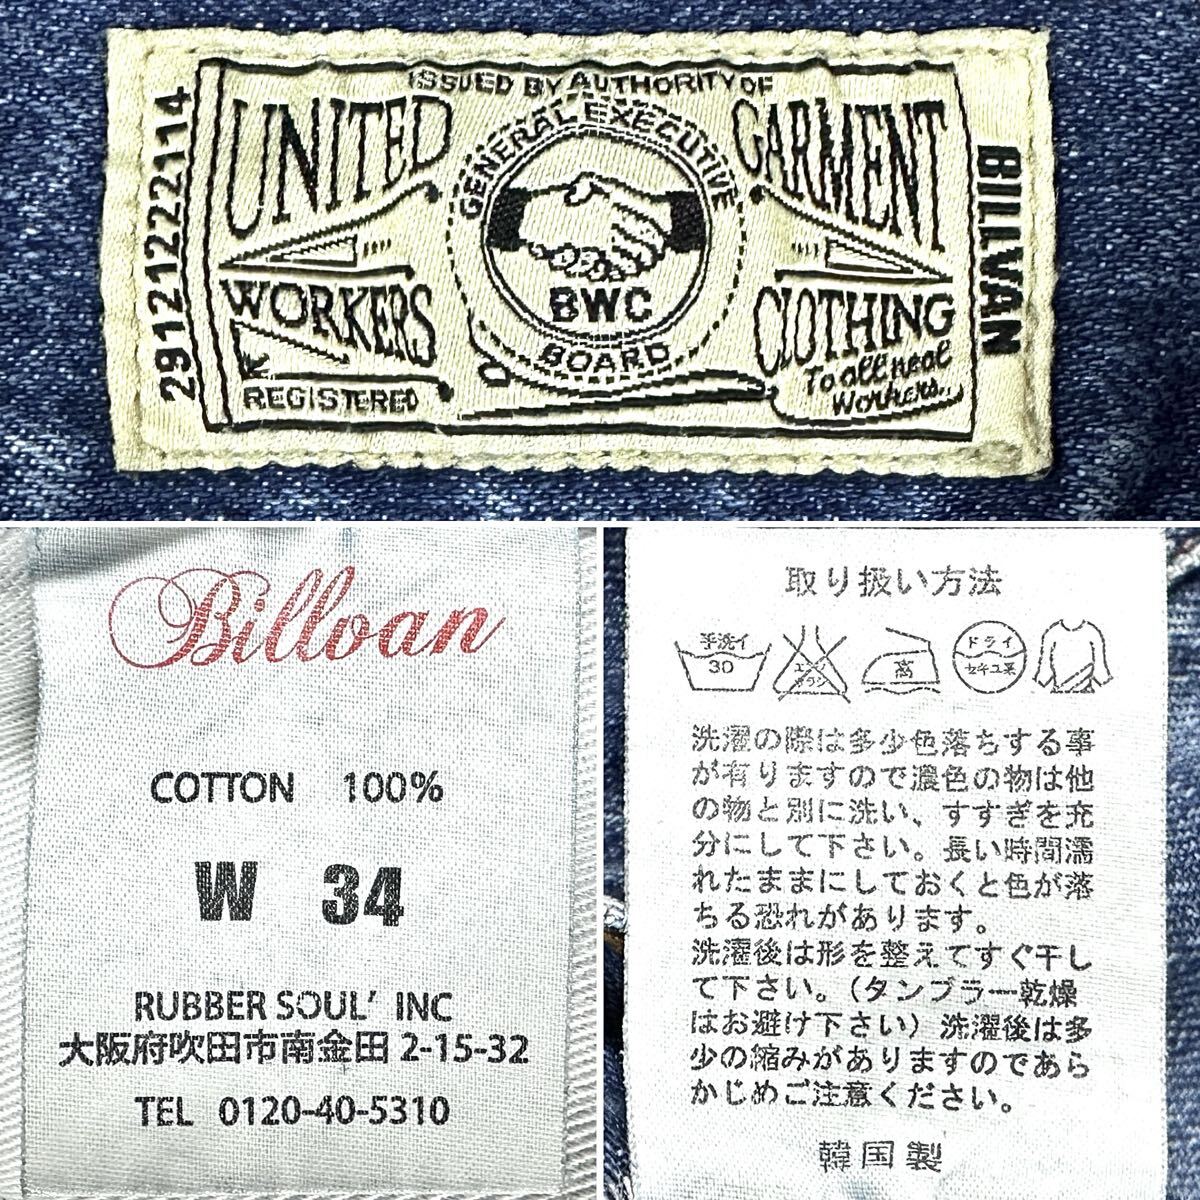 29121222114
ISSUED BY AUTHORITY OF
UNITED
GARMENT
GENERAL EXECUTIVE
BWC
BOARD
WORKERS
CLOTHING
REGISTERED
To all neal
Workers..
BILLVAN
Billvan
COTTON 100%
W 34
RUBBER SOUL' INC
大阪府吹田市南金田 2-15-32
TEL 0120-40-5310
取り扱い方法
手洗イ
30
エンソ
サラシ
高
ドライ
セキユ系
洗濯の際は多少色落ちする事
が有りますので濃色の物は他
の物と別に洗い、すすぎを充
分にして下さい。長い時間濡
れたままにしておくと色が落
ちる恐れがあります。
洗濯後は形を整えてすぐ干し
て下さい。(タンブラー乾燥
はお避け下さい)洗濯後は多
少の縮みがありますのであら
かじめご注意ください。
韓国製